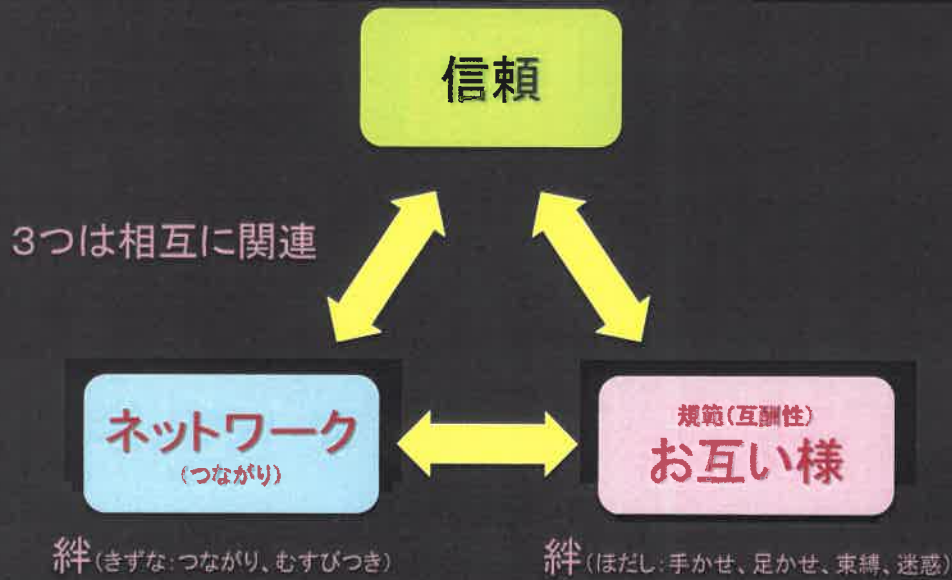 信頼
3つは相互に関連
ネットワーク
(つながり)
規範(互酬性)
お互い様
絆(きずな:つながり、むすびつき)
絆(ほだし:手かせ、足かせ、束縛、迷惑)